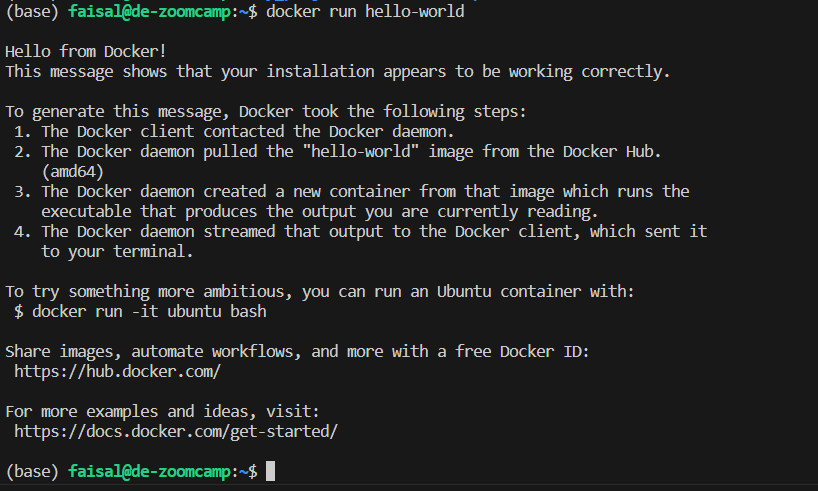 (base) faisal@de-zoomcamp:~$ docker run hello-world
Hello from Docker!
This message shows that your installation appears to be working correctly.
To generate this message, Docker took the following steps:
1. The Docker client contacted the Docker daemon.
2. The Docker daemon pulled the "hello-world" image from the Docker Hub.
(amd64)
3. The Docker daemon created a new container from that image which runs the
executable that produces the output you are currently reading.
4. The Docker daemon streamed that output to the Docker client, which sent it
to your terminal.
To try something more ambitious, you can run an Ubuntu container with:
$ docker run -it ubuntu bash
Share images, automate workflows, and more with a free Docker ID:
https://hub.docker.com/
For more examples and ideas, visit:
https://docs.docker.com/get-started/
(base) faisal@de-zoomcamp:~$